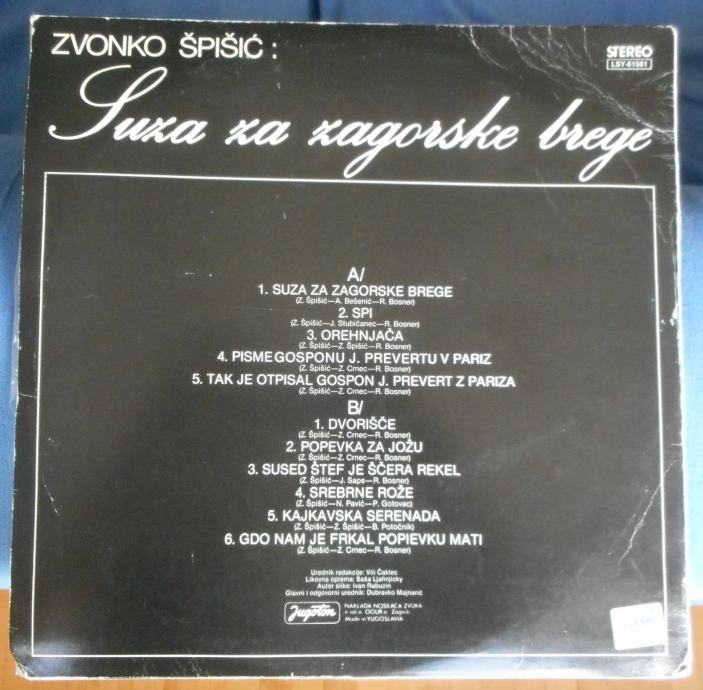 ZVONKO ŠPIŠIĆ :
STEREO
LSY-61561
Suza za zagorske brege
A/
1. SUZA ZA ZAGORSKE BREGE
(Z. Špišić—A. Bešenić—R. Bosner)
2. SPI
(Z. Špišić—J. Stubičanec—R. Bosner)
3. OREHNJAČA
(Z. Špišić—Z. Špišić—R. Bosner)
4. PISME GOSPONU J. PREVERTU V PARIZ
(Z. Špišić—Z. Crnec—R. Bosner)
5. TAK JE OTPISAL GOSPON J. PREVERT Z PARIZA
(Z. Špišić—Z. Crnec—R. Bosner)
B/
1. DVORIŠČE
(Z. Špišić—Z. Crnec—R. Bosner)
2. POPEVKA ZA JOŽU
(Z. Špišić—Z. Crnec—R. Bosner)
3. SUSED ŠTEF JE ŠČERA REKEL
(Z. Špišić—J. Sape—R. Bosner)
4. SREBRNE ROŽE
(Z. Špišić—N. Pavić—P. Gotovac)
5. KAJKAVSKA SERENADA
(Z. Špišić—Z. Špišić—B. Potočnik)
6. GDO NAM JE FRKAL POPIEVKU MATI
(Z. Špišić—Z. Crnec—R. Bosner)
Urednik redakcije: Vili Čaklec
Likovna oprema: Saša Ljahnjicky
Autor slike: Ivan Rabuzin
Glavni i odgovorni urednik: Dubravko Majnarić
Jugoton
NAKLADA NOSILACA ZVUKA
Zagreb
Made in YUGOSLAVIA